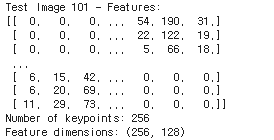 Test Image 101 - Features:
[[  0.   0.   0. ...  54. 190.  31.]
 [  0.   0.   0. ...  22. 122.  19.]
 [  0.   0.   0. ...   5.  66.  18.]
 ...
 [  6.  15.  42. ...   0.   0.   0.]
 [  6.  20.  69. ...   0.   0.   0.]
 [ 11.  29.  73. ...   0.   0.   0.]]
Number of keypoints: 256
Feature dimensions: (256, 128)